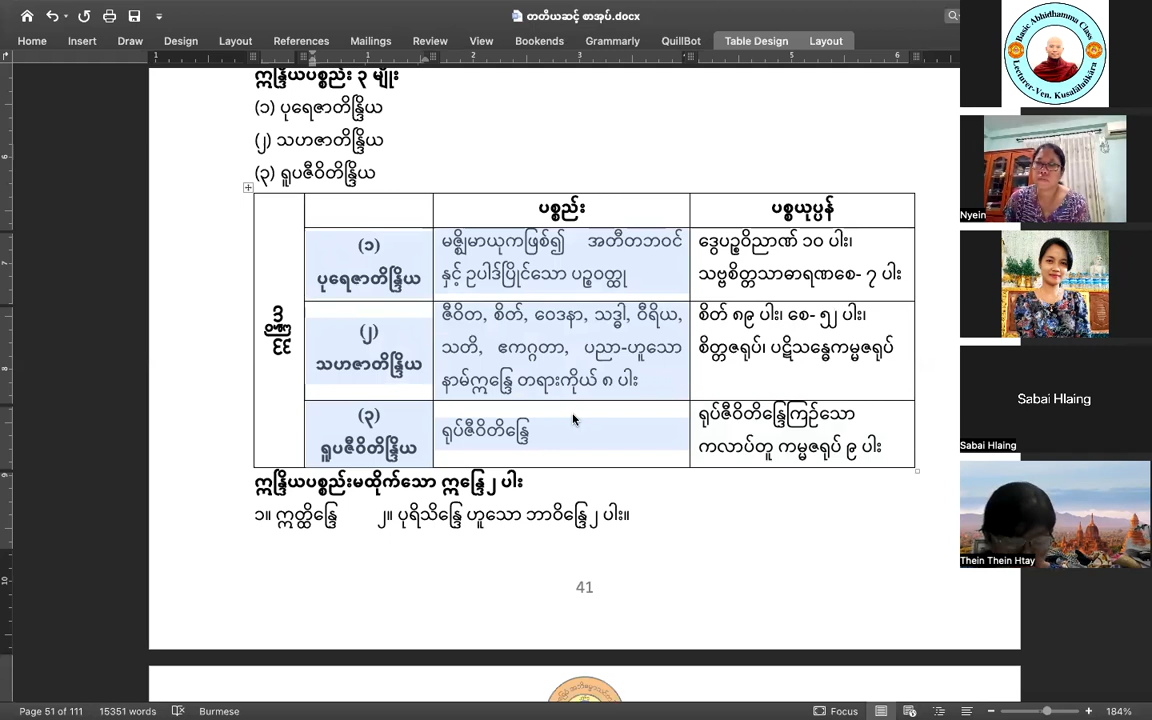 တတိယဆင့် စာအုပ်.docx
Home Insert Draw Design Layout References Mailings Review View Bookends Grammarly QuillBot Table Design Layout
ဣန္ဒြိယပစ္စည်း ၃ မျိုး
(၁) ပုရေဇာတိန္ဒြိယ
(၂) သဟဇာတိန္ဒြိယ
(၃) ရူပဇီဝိတိန္ဒြိယ
ပစ္စည်း ပစ္စယုပ္ပန်
ဣန္ဒြိယ
(၁)
ပုရေဇာတိန္ဒြိယ
မဇ္ဈိမာယုကဖြစ်၍ အတီတဘဝင်
နှင့် ဥပါဒ်ပြိုင်သော ပဉ္စဝတ္ထု
ဒွေပဉ္စဝိညာဏ် ၁၀ ပါး၊
သဗ္ဗစိတ္တသာဓာရဏစေ- ၇ ပါး
(၂)
သဟဇာတိန္ဒြိယ
ဇီဝိတ, စိတ်, ဝေဒနာ, သဒ္ဓါ, ဝီရိယ,
သတိ, ဧကဂ္ဂတာ, ပညာ-ဟူသော
နာမ်ဣန္ဒြေ တရားကိုယ် ၈ ပါး
စိတ် ၈၉ ပါး၊ စေ- ၅၂ ပါး၊
စိတ္တဇရုပ်၊ ပဋိသန္ဓေကမ္မဇရုပ်
(၃)
ရူပဇီဝိတိန္ဒြိယ
ရုပ်ဇီဝိတိန္ဒြေ
ရုပ်ဇီဝိတိန္ဒြေကြဉ်သော
ကလာပ်တူ ကမ္မဇရုပ် ၉ ပါး
ဣန္ဒြိယပစ္စည်းမထိုက်သော ဣန္ဒြေ၂ ပါး
၁။ ဣတ္ထိန္ဒြေ ၂။ ပုရိသိန္ဒြေ ဟူသော ဘာဝိန္ဒြေ၂ ပါး။
41
Page 51 of 111 15351 words Burmese Focus 184%
Basic Abhidhamma Class
Lecturer-Ven. Kusalālaṅkāra
Nyein
Sabai Hlaing
Sabai Hlaing
Thein Thein Htay